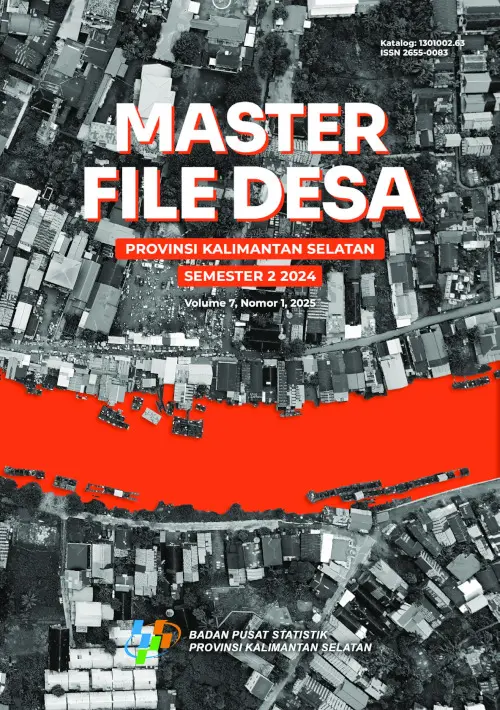 Katalog: 1301002.63
ISSN 2655-0083
MASTER
FILE DESA
PROVINSI KALIMANTAN SELATAN
SEMESTER 2 2024
Volume 7, Nomor 1, 2025
BADAN PUSAT STATISTIK
PROVINSI KALIMANTAN SELATAN